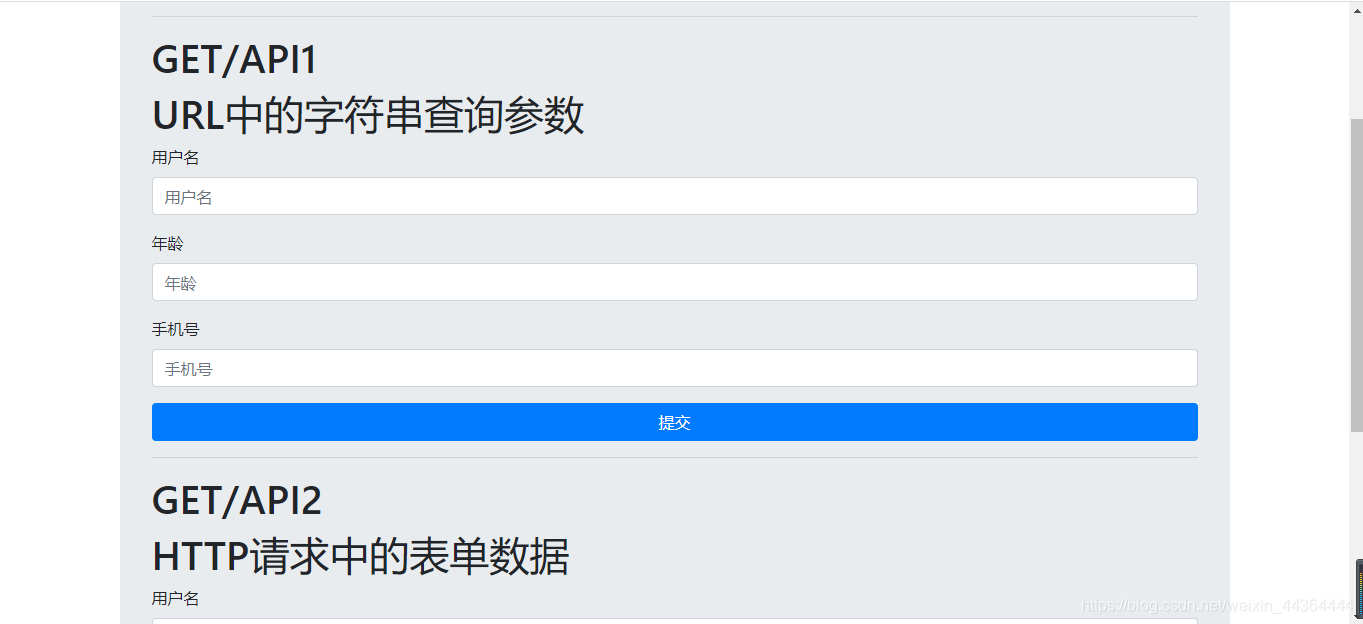 GET/API1
URL中的字符串查询参数
用户名
用户名
年龄
年龄
手机号
手机号
提交
GET/API2
HTTP请求中的表单数据
用户名
https://blog.csdn.net/weixin_44364444